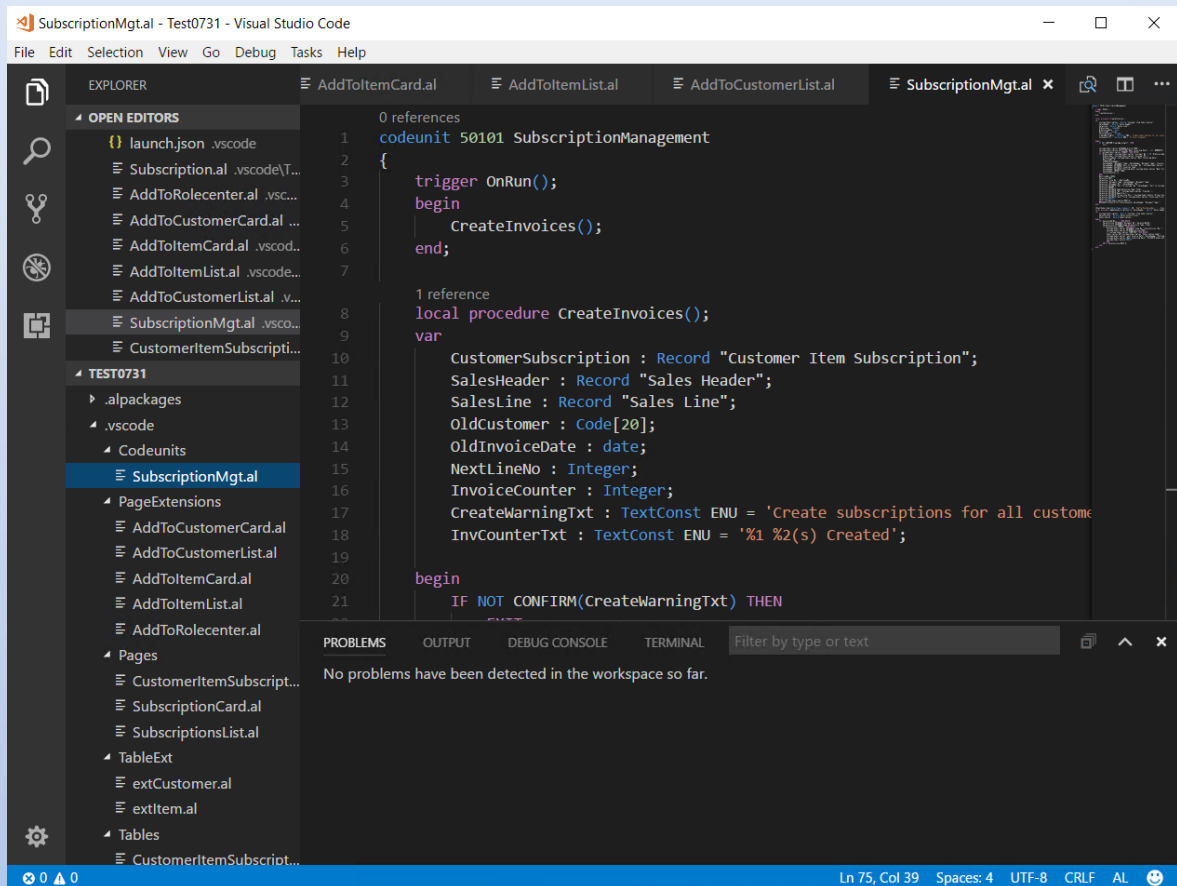 SubscriptionMgt.al - Test0731 - Visual Studio Code
File Edit Selection View Go Debug Tasks Help
EXPLORER
OPEN EDITORS
{} launch.json .vscode
Subscription.al .vscode\T...
AddToRolecenter.al .vsc...
AddToCustomerCard.al ...
AddToItemCard.al .vscod...
AddToItemList.al .vscode...
AddToCustomerList.al .v...
SubscriptionMgt.al .vsco...
CustomerItemSubscripti...
TEST0731
.alpackages
.vscode
Codeunits
SubscriptionMgt.al
PageExtensions
AddToCustomerCard.al
AddToCustomerList.al
AddToItemCard.al
AddToItemList.al
AddToRolecenter.al
Pages
CustomerItemSubscript...
SubscriptionCard.al
SubscriptionsList.al
TableExt
extCustomer.al
extItem.al
Tables
CustomerItemSubscript...
AddToItemCard.al AddToItemList.al AddToCustomerList.al SubscriptionMgt.al
0 references
1 codeunit 50101 SubscriptionManagement
2 {
3 trigger OnRun();
4 begin
5 CreateInvoices();
6 end;
7
1 reference
8 local procedure CreateInvoices();
9 var
10 CustomerSubscription : Record "Customer Item Subscription";
11 SalesHeader : Record "Sales Header";
12 SalesLine : Record "Sales Line";
13 OldCustomer : Code[20];
14 OldInvoiceDate : date;
15 NextLineNo : Integer;
16 InvoiceCounter : Integer;
17 CreateWarningTxt : TextConst ENU = 'Create subscriptions for all custome
18 InvCounterTxt : TextConst ENU = '%1 %2(s) Created';
19
20 begin
21 IF NOT CONFIRM(CreateWarningTxt) THEN
PROBLEMS OUTPUT DEBUG CONSOLE TERMINAL Filter by type or text
No problems have been detected in the workspace so far.
0 0 Ln 75, Col 39 Spaces: 4 UTF-8 CRLF AL